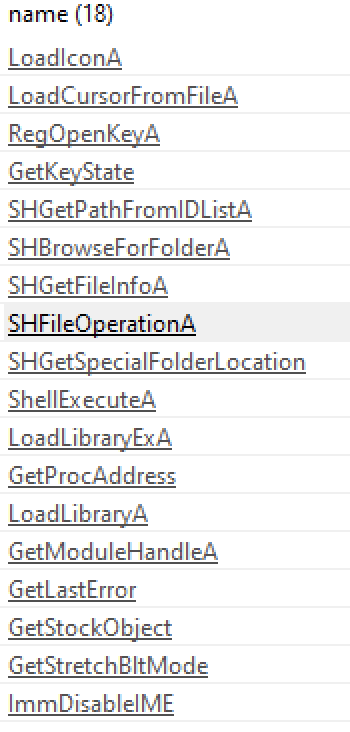 name (18)
LoadIconA
LoadCursorFromFileA
RegOpenKeyA
GetKeyState
SHGetPathFromIDListA
SHBrowseForFolderA
SHGetFileInfoA
SHFileOperationA
SHGetSpecialFolderLocation
ShellExecuteA
LoadLibraryExA
GetProcAddress
LoadLibraryA
GetModuleHandleA
GetLastError
GetStockObject
GetStretchBltMode
ImmDisableIME